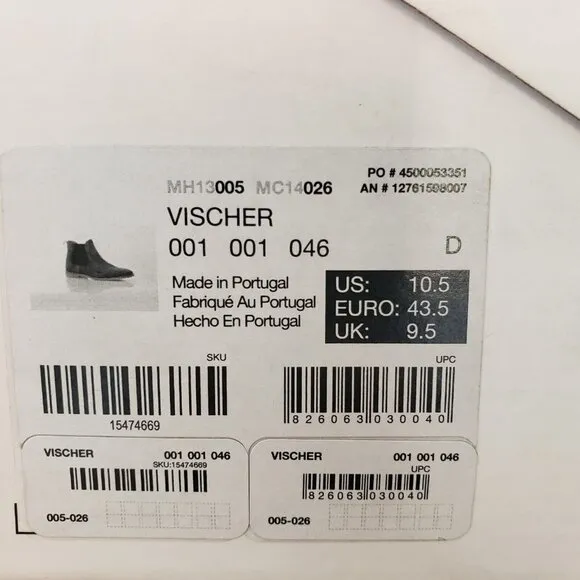 PO # 4500053351
MH13005 MC14026 AN # 12761598007
VISCHER
001 001 046 D
Made in Portugal
Fabriqué Au Portugal
Hecho En Portugal
US: 10.5
EURO: 43.5
UK: 9.5
SKU
15474669
UPC
826063030040
VISCHER 001 001 046
SKU:15474669
005-026
VISCHER 001 001 046
UPC
826063030040
005-026